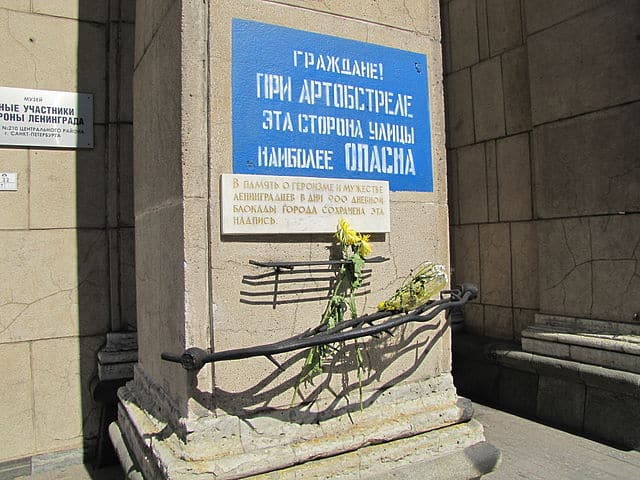 МУЗЕЙ
НЫЕ УЧАСТНИКИ
РОНЫ ЛЕНИНГРАДА
№210 ЦЕНТРАЛЬНОГО РАЙОНА
г. САНКТ-ПЕТЕРБУРГА
ГРАЖДАНЕ!
ПРИ АРТОБСТРЕЛЕ
ЭТА СТОРОНА УЛИЦЫ
НАИБОЛЕЕ ОПАСНА
В ПАМЯТЬ О ГЕРОИЗМЕ И МУЖЕСТВЕ
ЛЕНИНГРАДЦЕВ В ДНИ 900 ДНЕВНОЙ
БЛОКАДЫ ГОРОДА СОХРАНЕНА ЭТА
НАДПИСЬ.